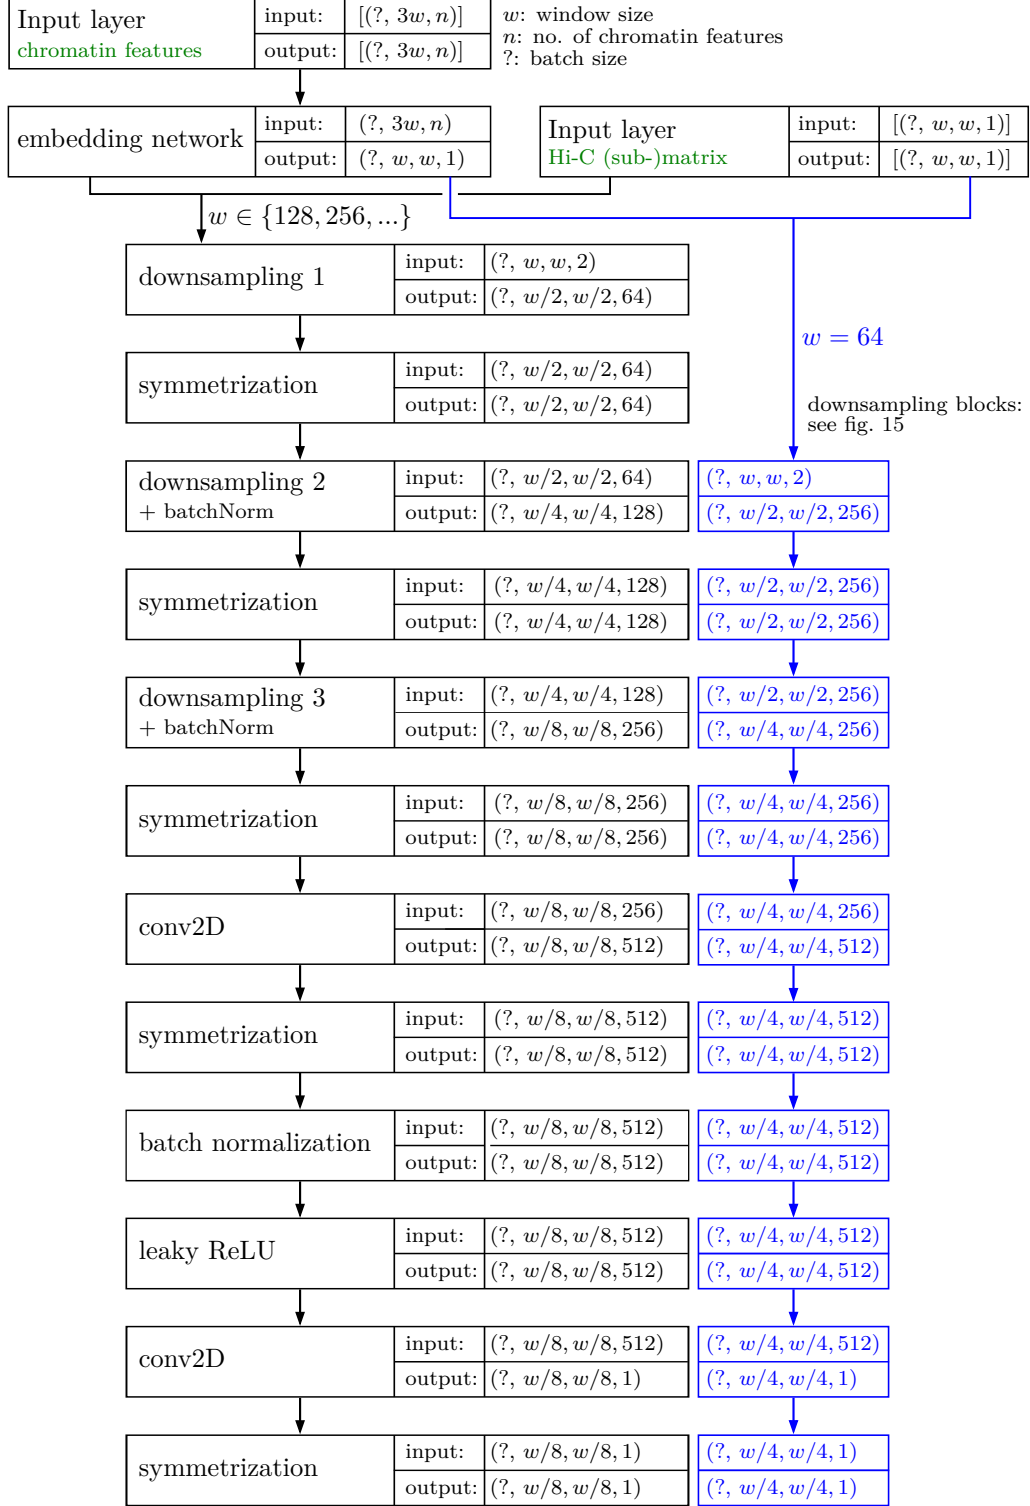 Input layer
chromatin features
input: [(?, 3w, n)]
output: [(?, 3w, n)]
w: window size
n: no. of chromatin features
?: batch size
embedding network
input: (?, 3w, n)
output: (?, w, w, 1)
Input layer
Hi-C (sub-)matrix
input: [(?, w, w, 1)]
output: [(?, w, w, 1)]
w ∈ {128, 256, ...}
downsampling 1
input: (?, w, w, 2)
output: (?, w/2, w/2, 64)
w = 64
symmetrization
input: (?, w/2, w/2, 64)
output: (?, w/2, w/2, 64)
downsampling blocks:
see fig. 15
downsampling 2
+ batchNorm
input: (?, w/2, w/2, 64)
output: (?, w/4, w/4, 128)
(?, w, w, 2)
(?, w/2, w/2, 256)
symmetrization
input: (?, w/4, w/4, 128)
output: (?, w/4, w/4, 128)
(?, w/2, w/2, 256)
(?, w/2, w/2, 256)
downsampling 3
+ batchNorm
input: (?, w/4, w/4, 128)
output: (?, w/8, w/8, 256)
(?, w/2, w/2, 256)
(?, w/4, w/4, 256)
symmetrization
input: (?, w/8, w/8, 256)
output: (?, w/8, w/8, 256)
(?, w/4, w/4, 256)
(?, w/4, w/4, 256)
conv2D
input: (?, w/8, w/8, 256)
output: (?, w/8, w/8, 512)
(?, w/4, w/4, 256)
(?, w/4, w/4, 512)
symmetrization
input: (?, w/8, w/8, 512)
output: (?, w/8, w/8, 512)
(?, w/4, w/4, 512)
(?, w/4, w/4, 512)
batch normalization
input: (?, w/8, w/8, 512)
output: (?, w/8, w/8, 512)
(?, w/4, w/4, 512)
(?, w/4, w/4, 512)
leaky ReLU
input: (?, w/8, w/8, 512)
output: (?, w/8, w/8, 512)
(?, w/4, w/4, 512)
(?, w/4, w/4, 512)
conv2D
input: (?, w/8, w/8, 512)
output: (?, w/8, w/8, 1)
(?, w/4, w/4, 512)
(?, w/4, w/4, 1)
symmetrization
input: (?, w/8, w/8, 1)
output: (?, w/8, w/8, 1)
(?, w/4, w/4, 1)
(?, w/4, w/4, 1)